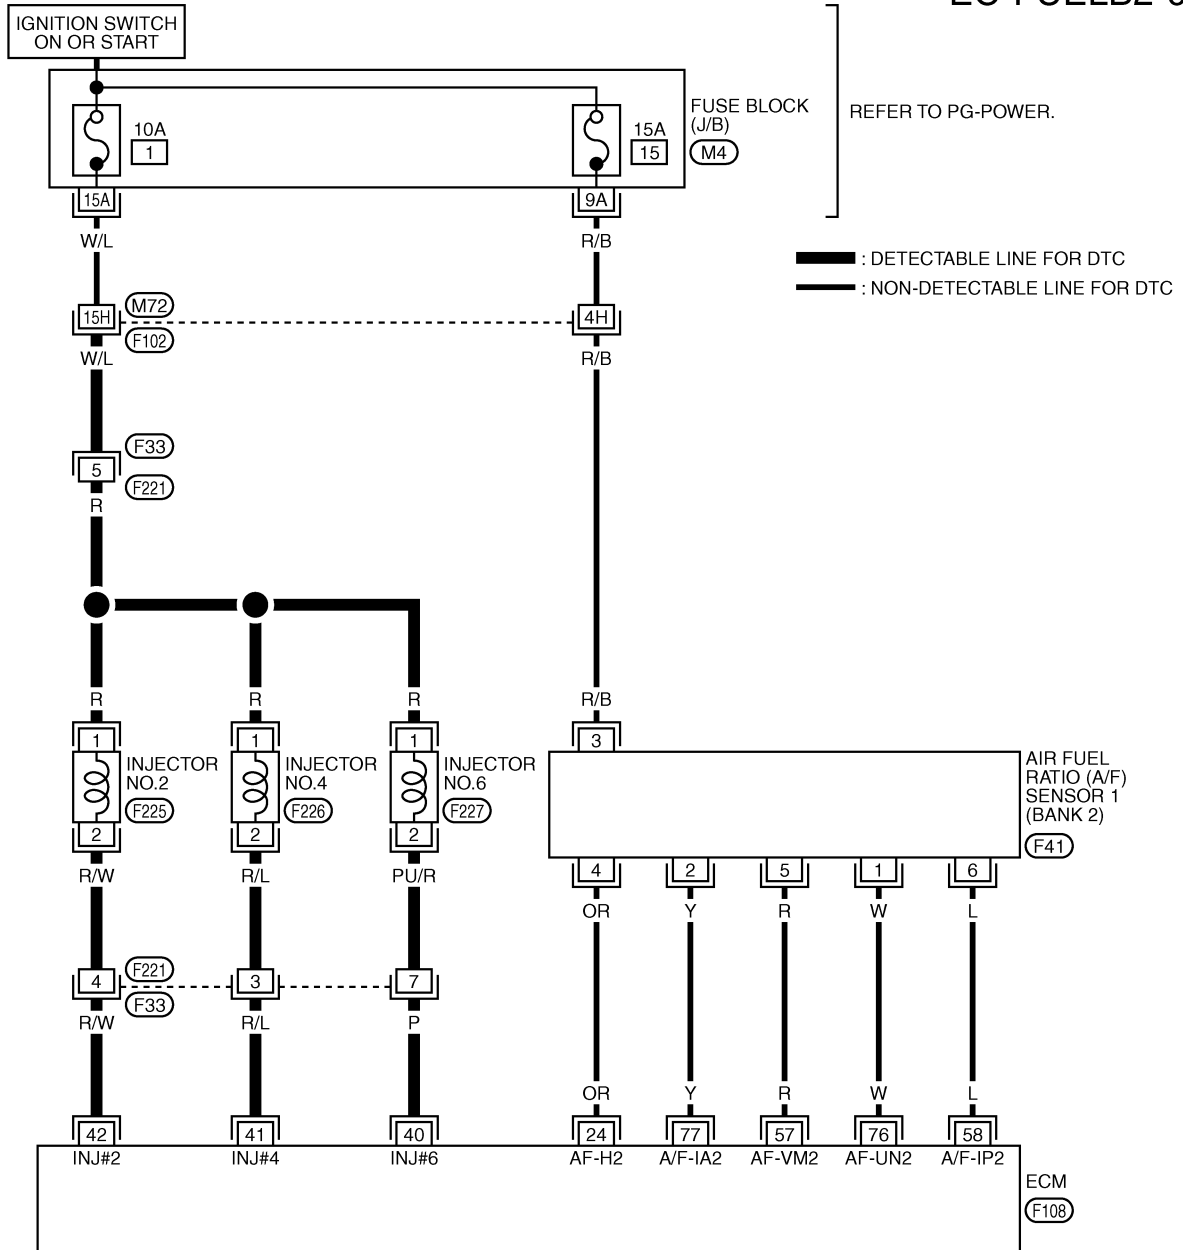 IGNITION SWITCH
ON OR START
10A
1
15A
15
FUSE BLOCK
(J/B)
M4
REFER TO PG-POWER.
15A
9A
W/L
R/B
: DETECTABLE LINE FOR DTC
: NON-DETECTABLE LINE FOR DTC
M72
15H
4H
F102
W/L
R/B
F33
5
F221
R
R
R
R
R/B
1
1
1
3
INJECTOR
NO.2
F225
INJECTOR
NO.4
F226
INJECTOR
NO.6
F227
AIR FUEL
RATIO (A/F)
SENSOR 1
(BANK 2)
F41
2
2
2
4
2
5
1
6
R/W
R/L
PU/R
OR
Y
R
W
L
F221
4
3
7
F33
R/W
R/L
P
OR
Y
R
W
L
42
41
40
24
77
57
76
58
INJ#2
INJ#4
INJ#6
AF-H2
A/F-IA2
AF-VM2
AF-UN2
A/F-IP2
ECM
F108